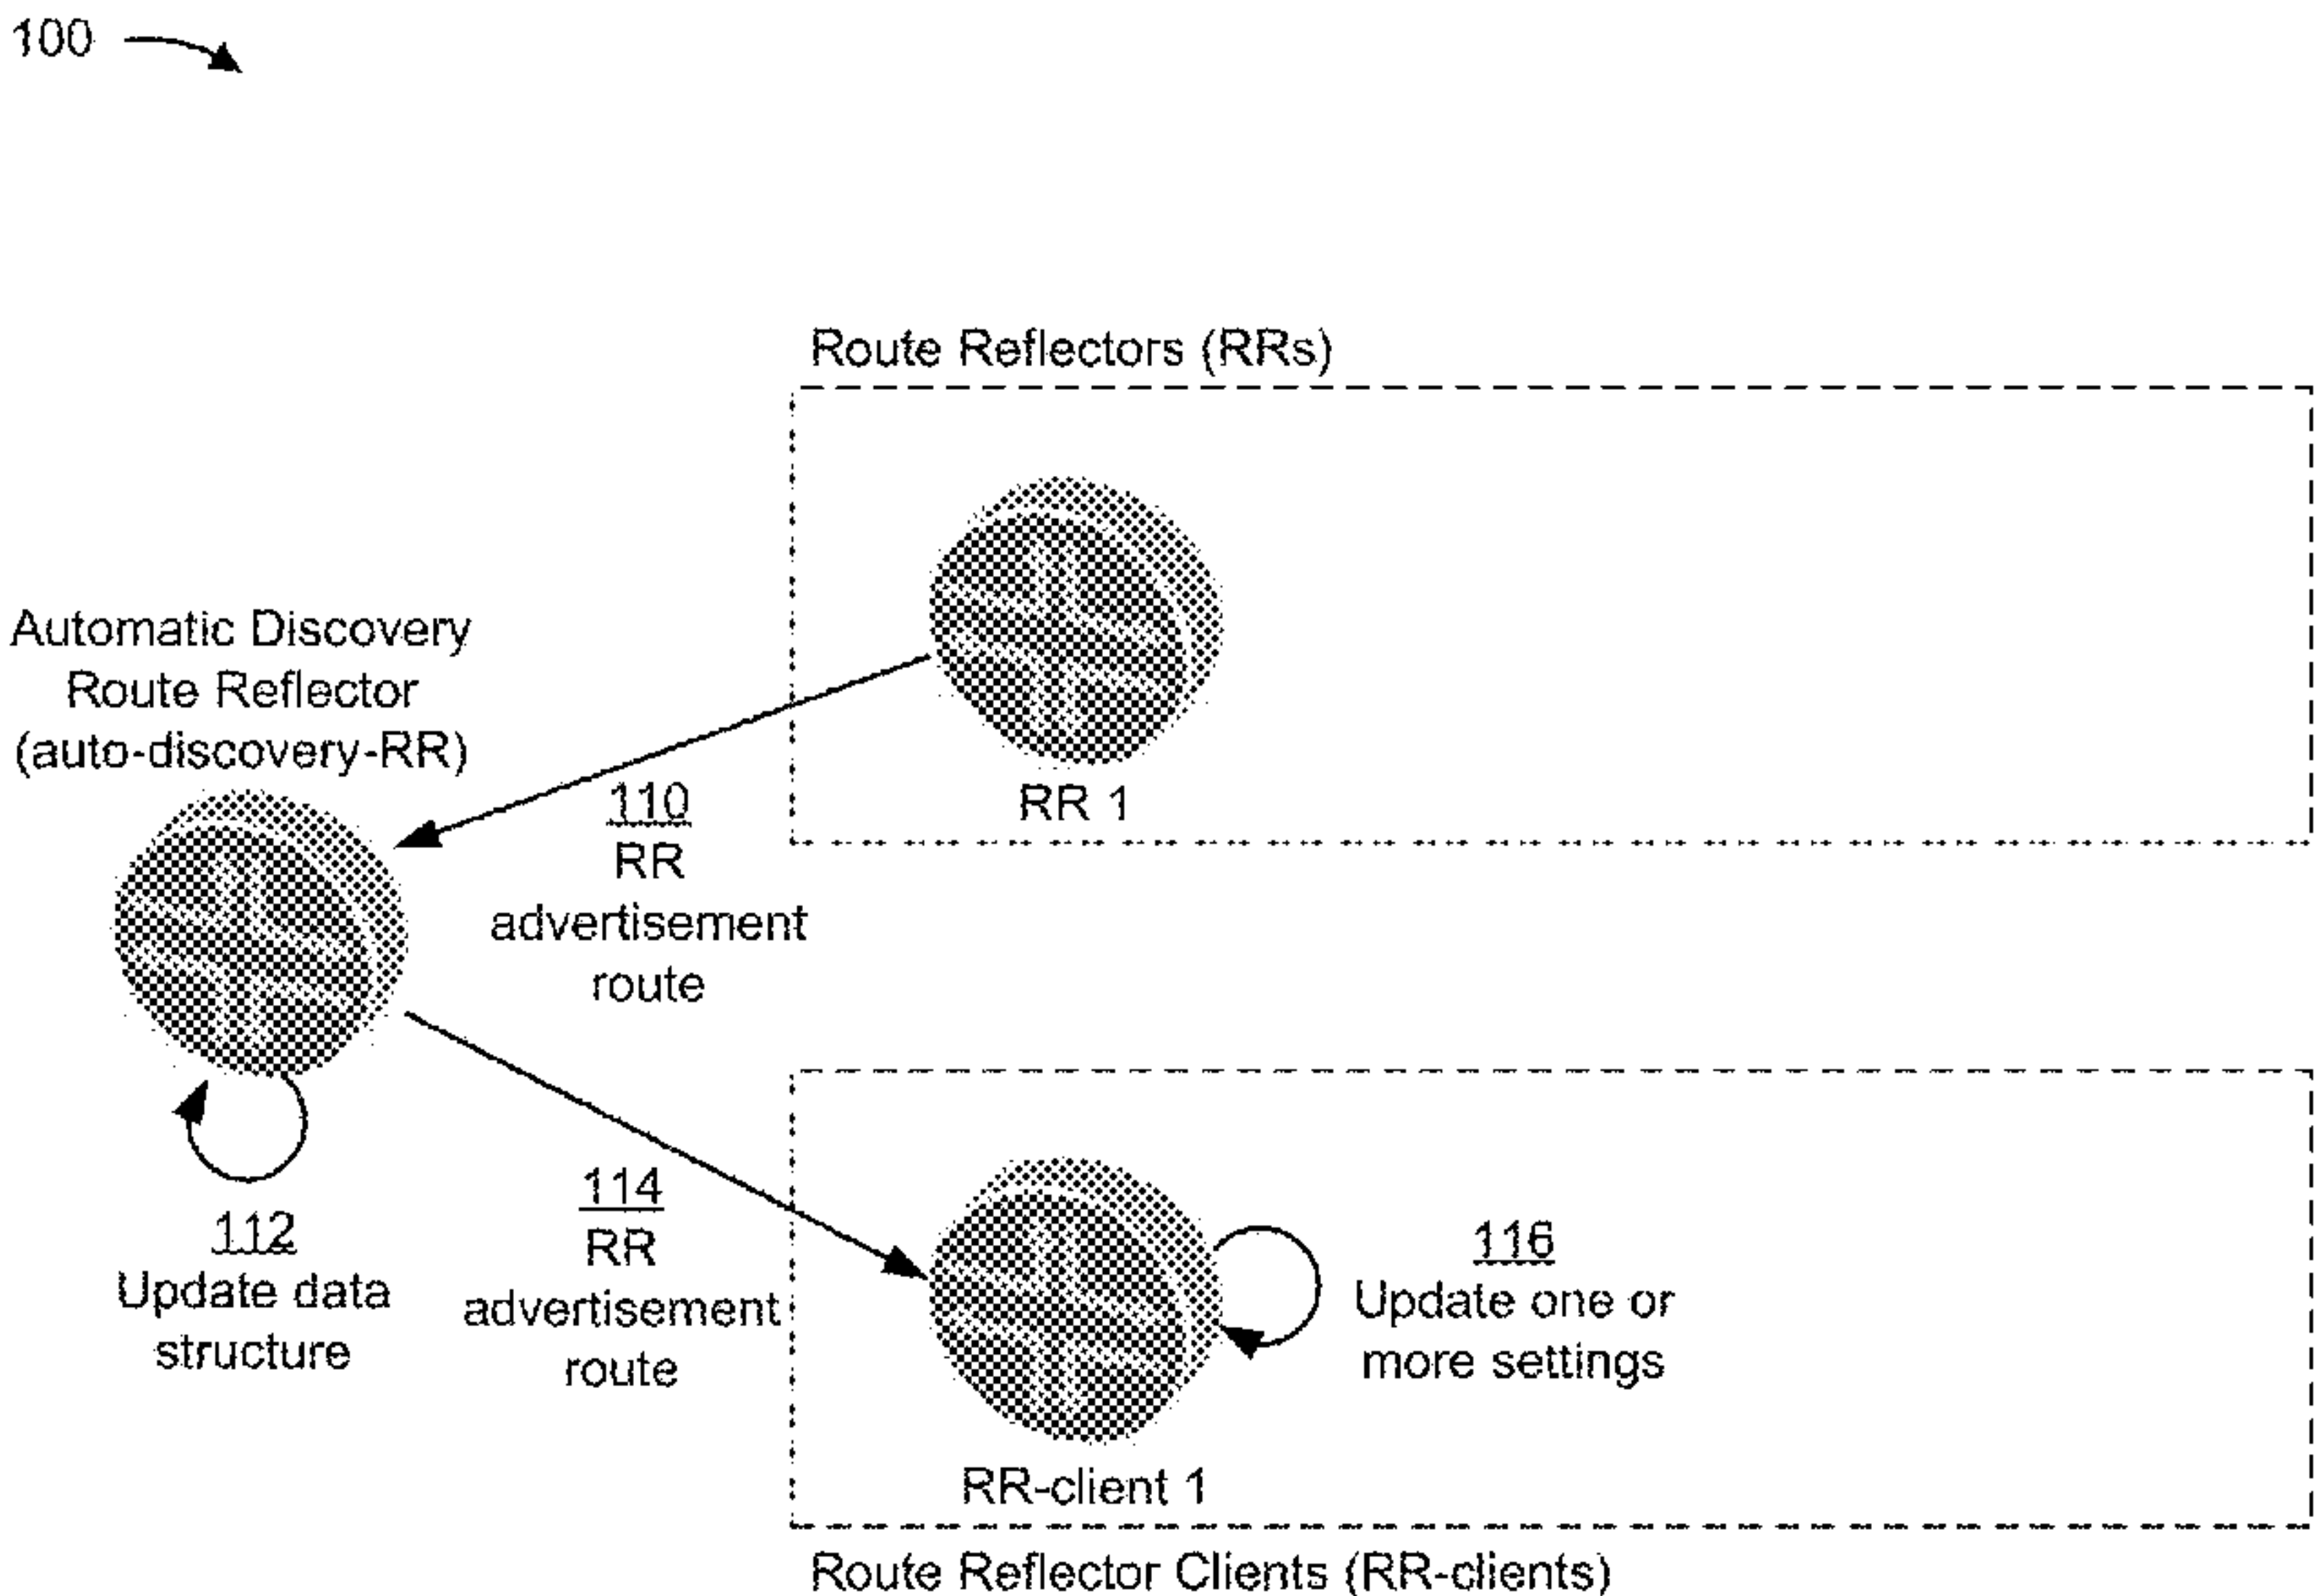 100
Route Reflectors (RRs)
RR 1
Automatic Discovery
Route Reflector
(auto-discovery-RR)
110
RR
advertisement
route
112
Update data
structure
114
RR
advertisement
route
116
Update one or
more settings
RR-client 1
Route Reflector Clients (RR-clients)